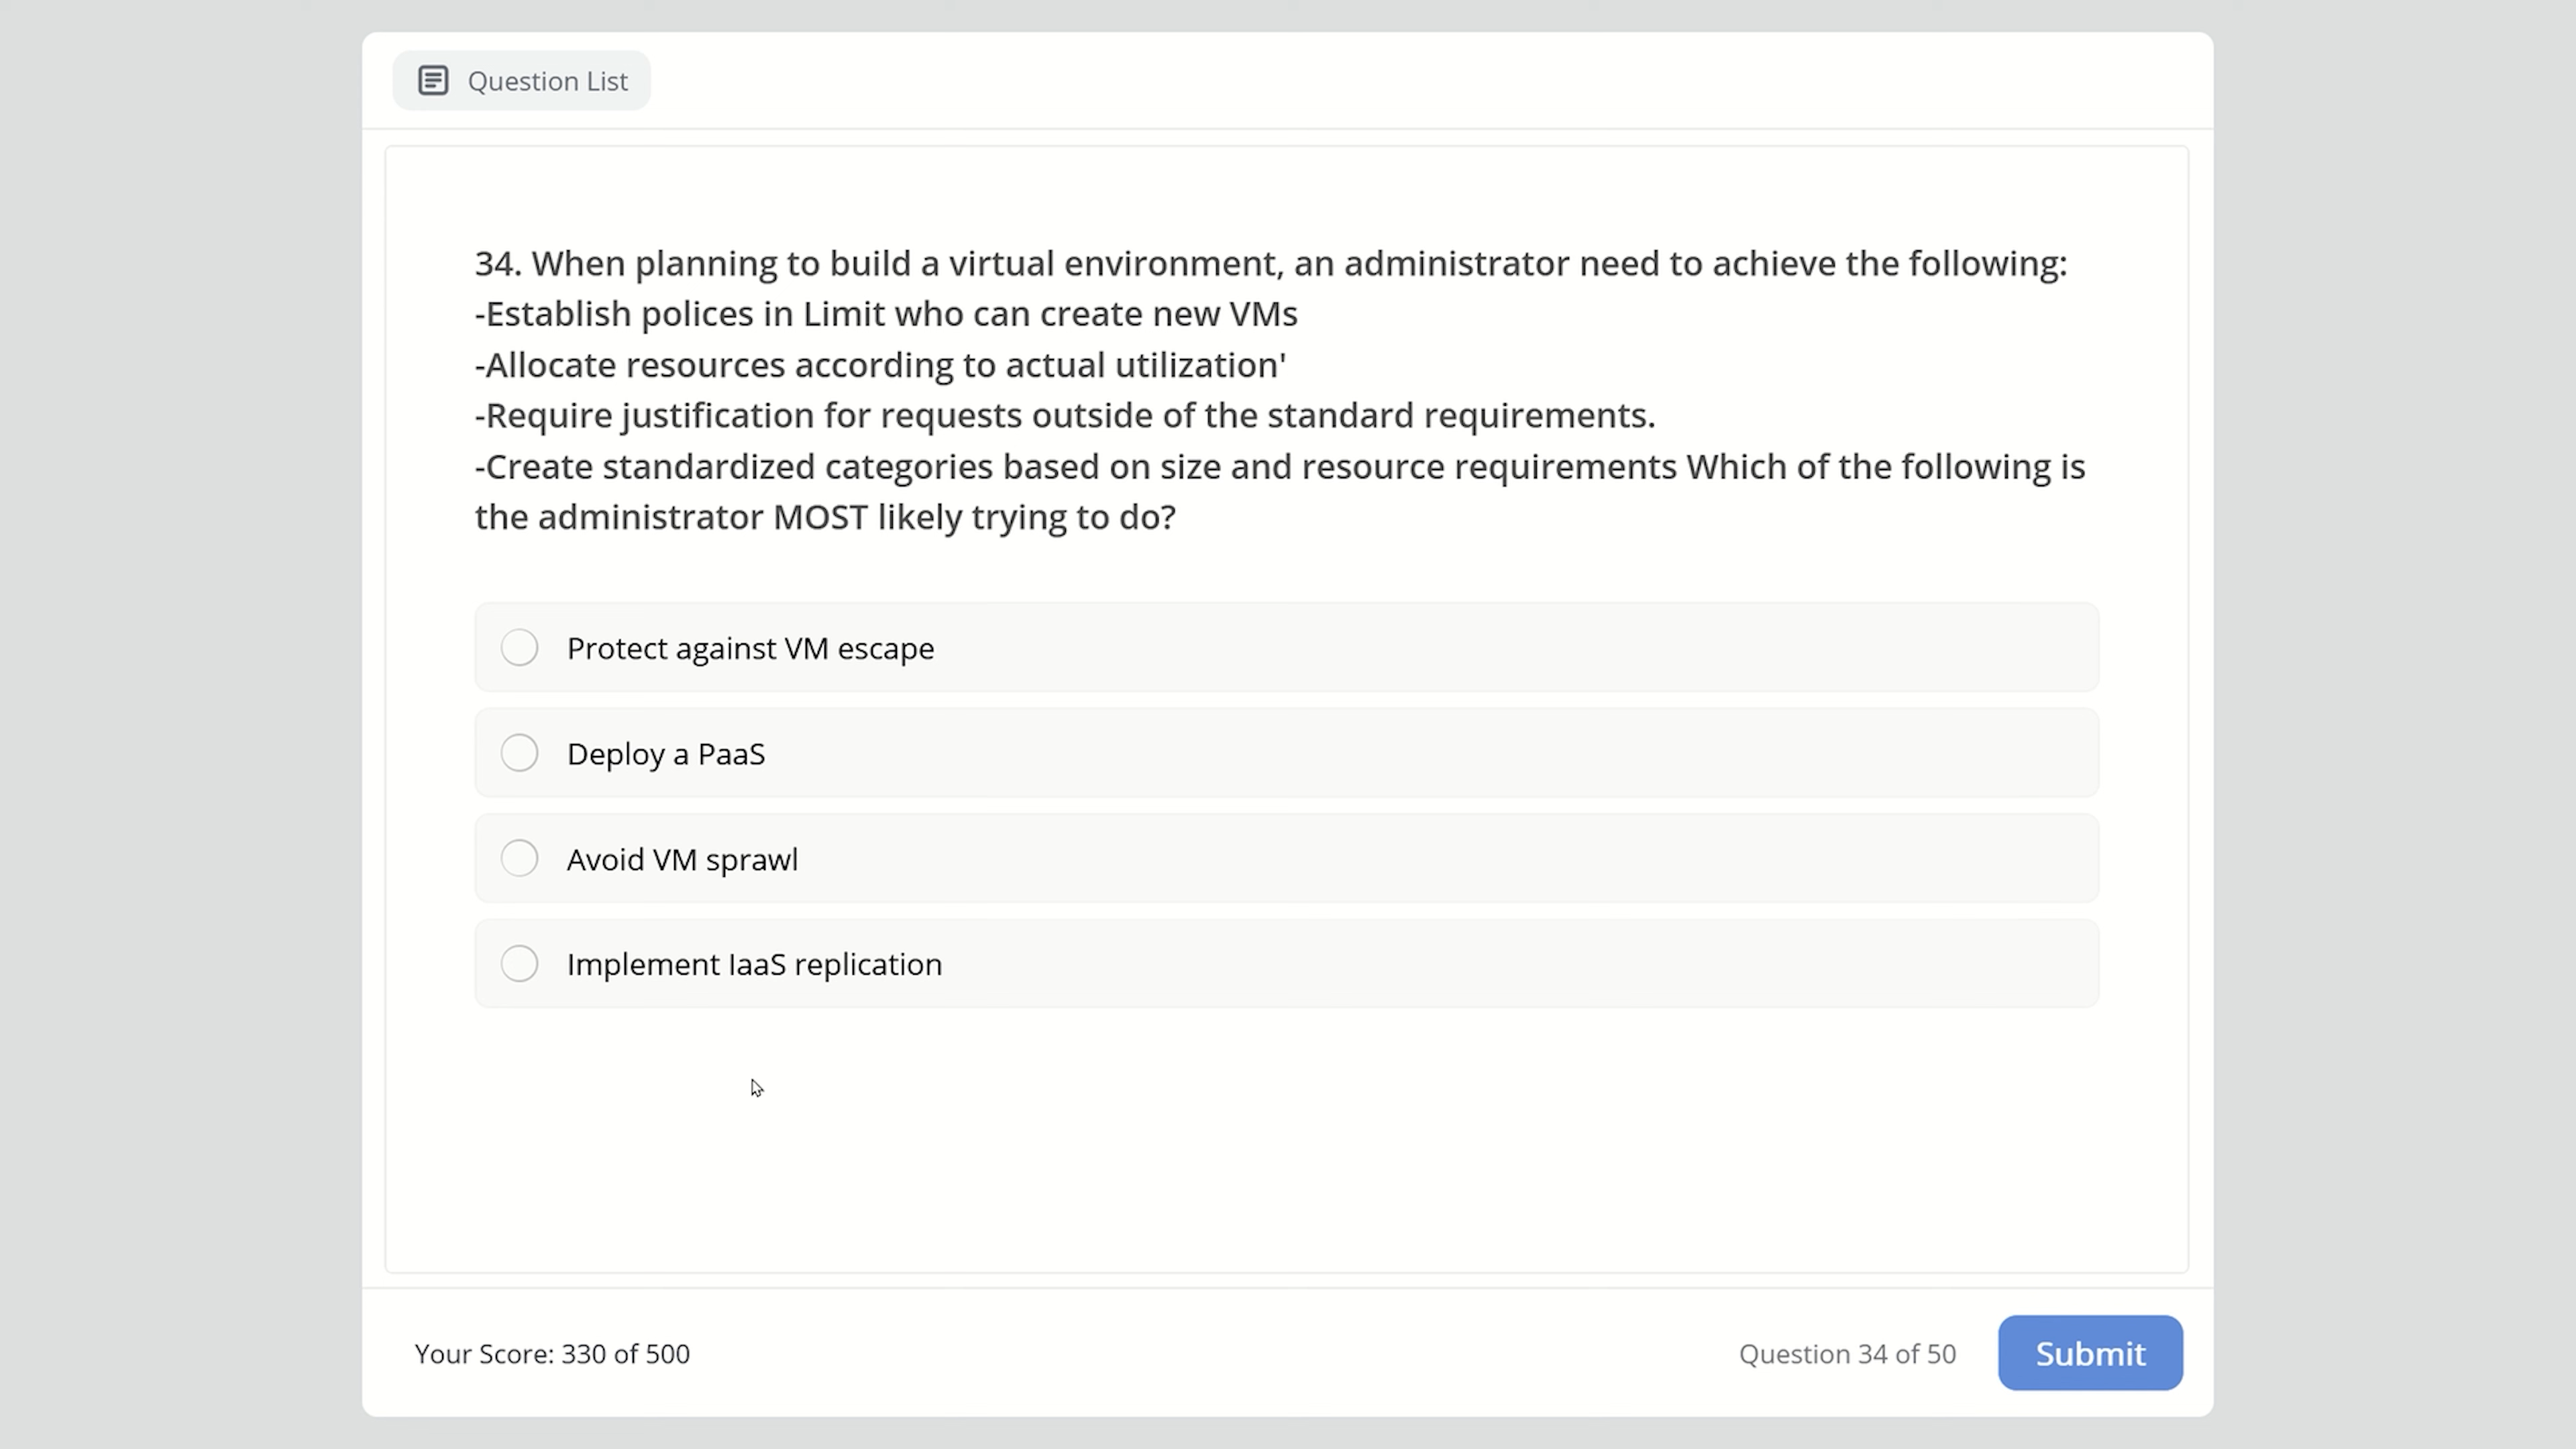 Question List
34. When planning to build a virtual environment, an administrator need to achieve the following:
-Establish polices in Limit who can create new VMs
-Allocate resources according to actual utilization'
-Require justification for requests outside of the standard requirements.
-Create standardized categories based on size and resource requirements Which of the following is
the administrator MOST likely trying to do?
Protect against VM escape
Deploy a PaaS
Avoid VM sprawl
Implement IaaS replication
Your Score: 330 of 500
Question 34 of 50
Submit